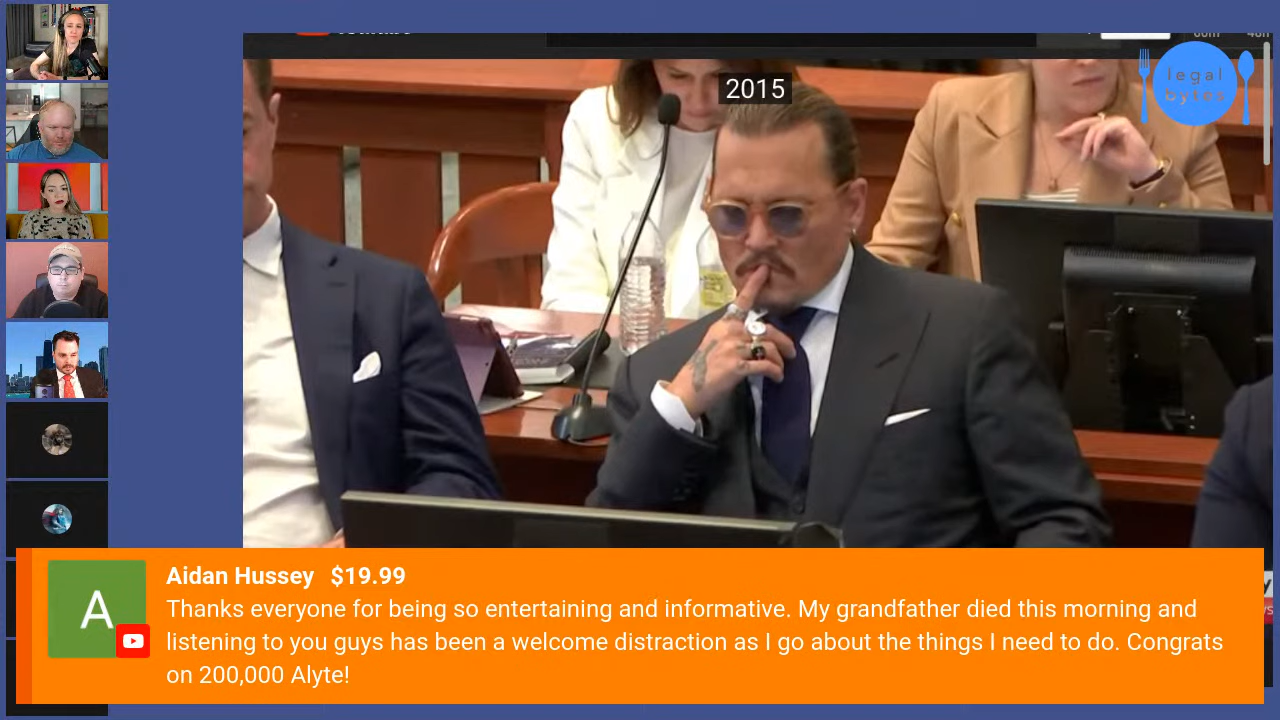 2015
legal
bytes
Aidan Hussey $19.99
A
Thanks everyone for being so entertaining and informative. My grandfather died this morning and
listening to you guys has been a welcome distraction as I go about the things I need to do. Congrats
on 200,000 Alyte!